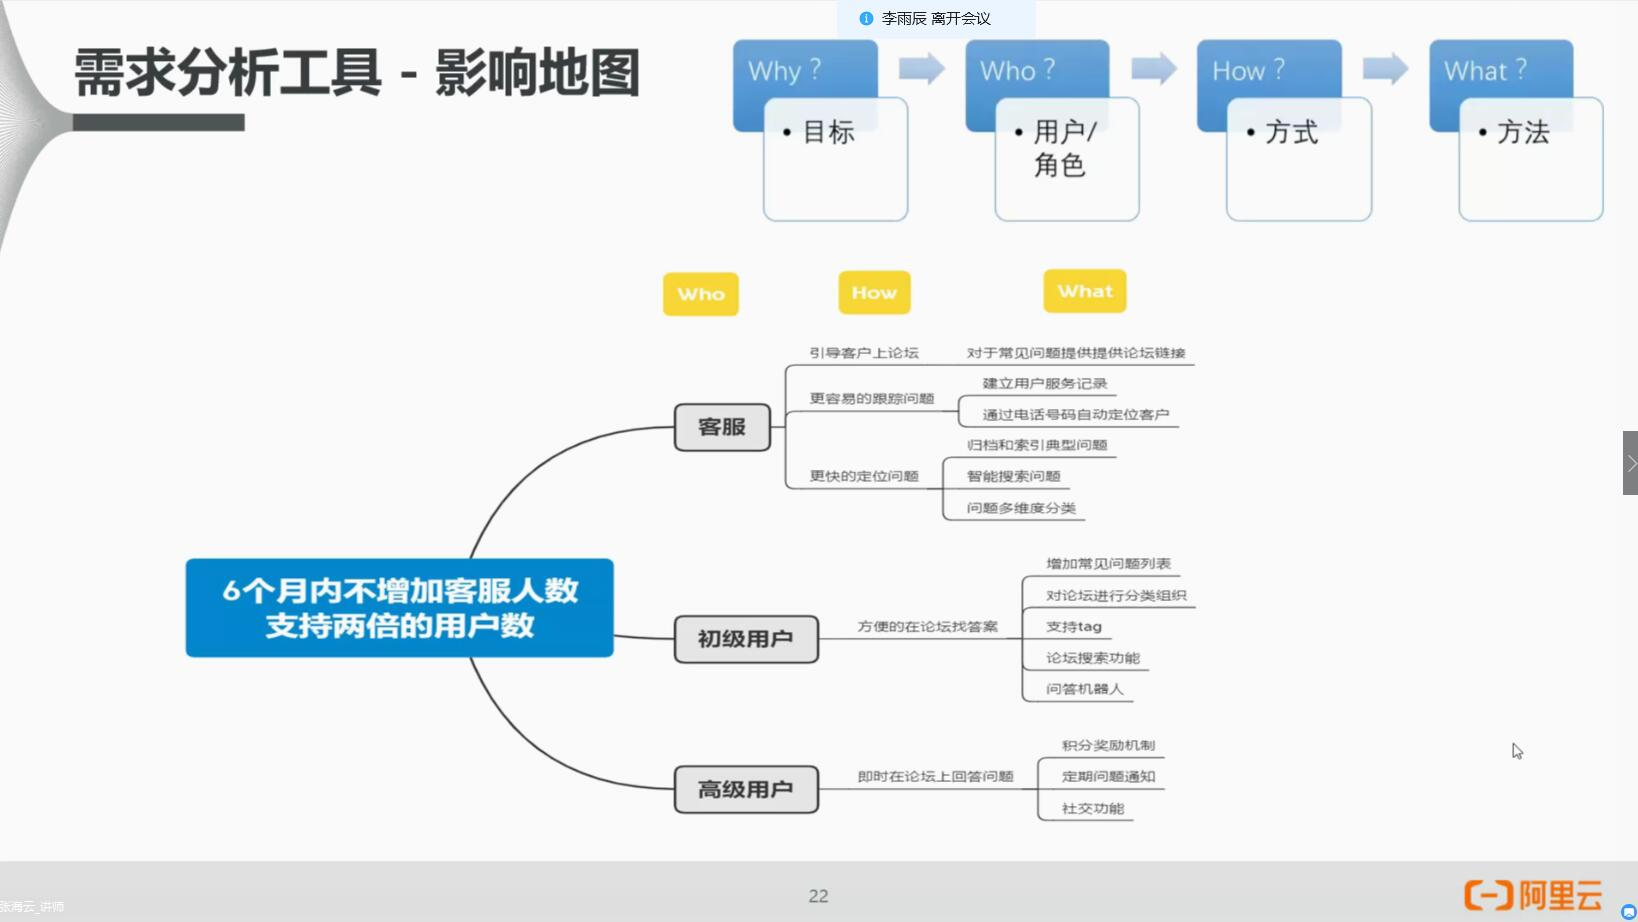 李雨辰 离开会议
需求分析工具 - 影响地图
Why？
目标
Who？
用户/
角色
How？
方式
What？
方法
Who
How
What
6个月内不增加客服人数
支持两倍的用户数
客服
引导客户上论坛
对于常见问题提供提供论坛链接
更容易的跟踪问题
建立用户服务记录
通过电话号码自动定位客户
更快的定位问题
归档和索引典型问题
智能搜索问题
问题多维度分类
初级用户
方便的在论坛找答案
增加常见问题列表
对论坛进行分类组织
支持tag
论坛搜索功能
问答机器人
高级用户
即时在论坛上回答问题
积分奖励机制
定期问题通知
社交功能
22
张海云_讲师
阿里云